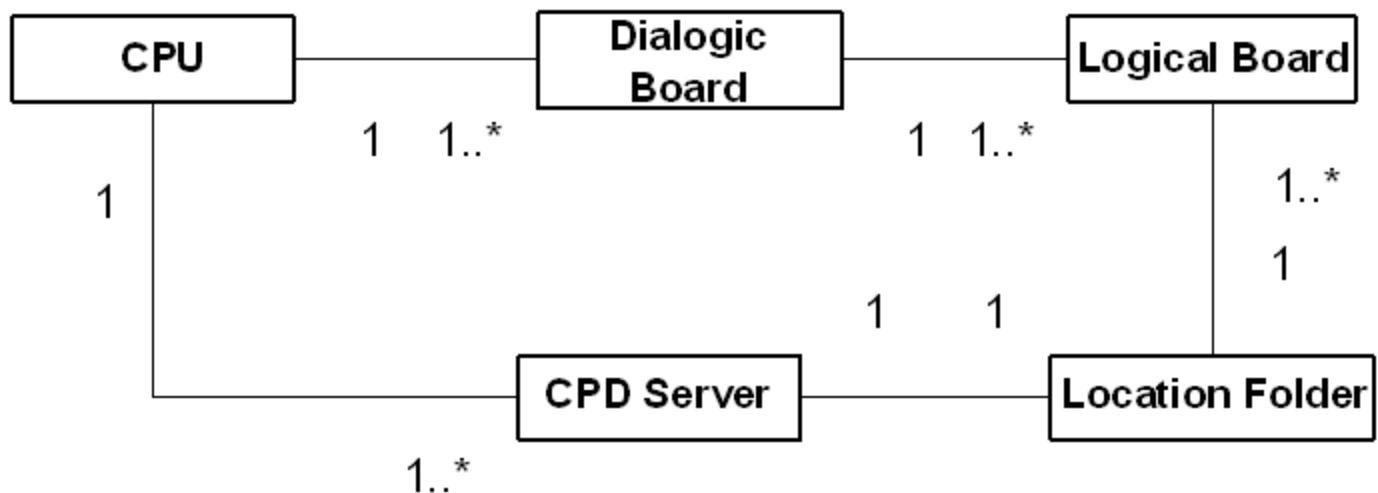 CPU
Dialogic
Board
Logical Board
1 1..*
1 1..*
1
1..*
1
1 1
CPD Server
Location Folder
1..*